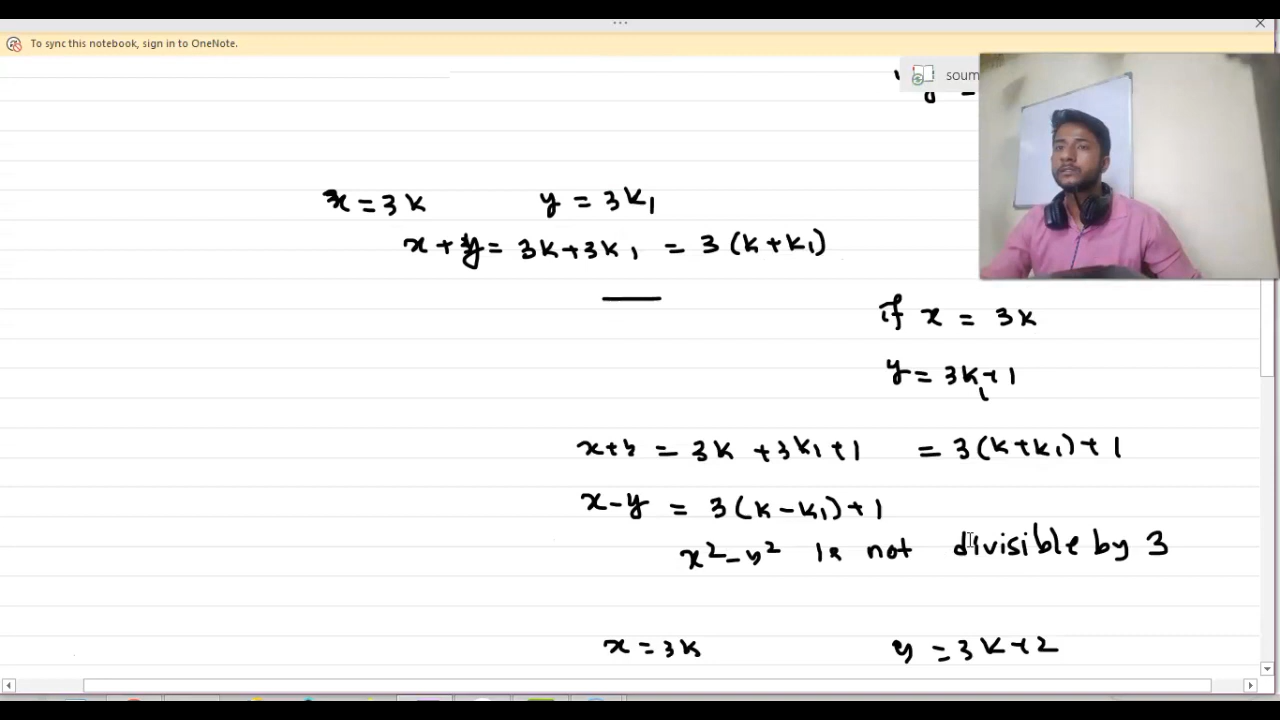 To sync this notebook, sign in to OneNote.
soum
y =
x = 3k y = 3k1
x + y = 3k+3k1 = 3(k+k1)
if x = 3k
y = 3k1+1
x+y = 3k +3k1+1 = 3(k+k1)+1
x-y = 3(k-k1)+1
x²-y² is not divisible by 3
x = 3k y = 3k+2